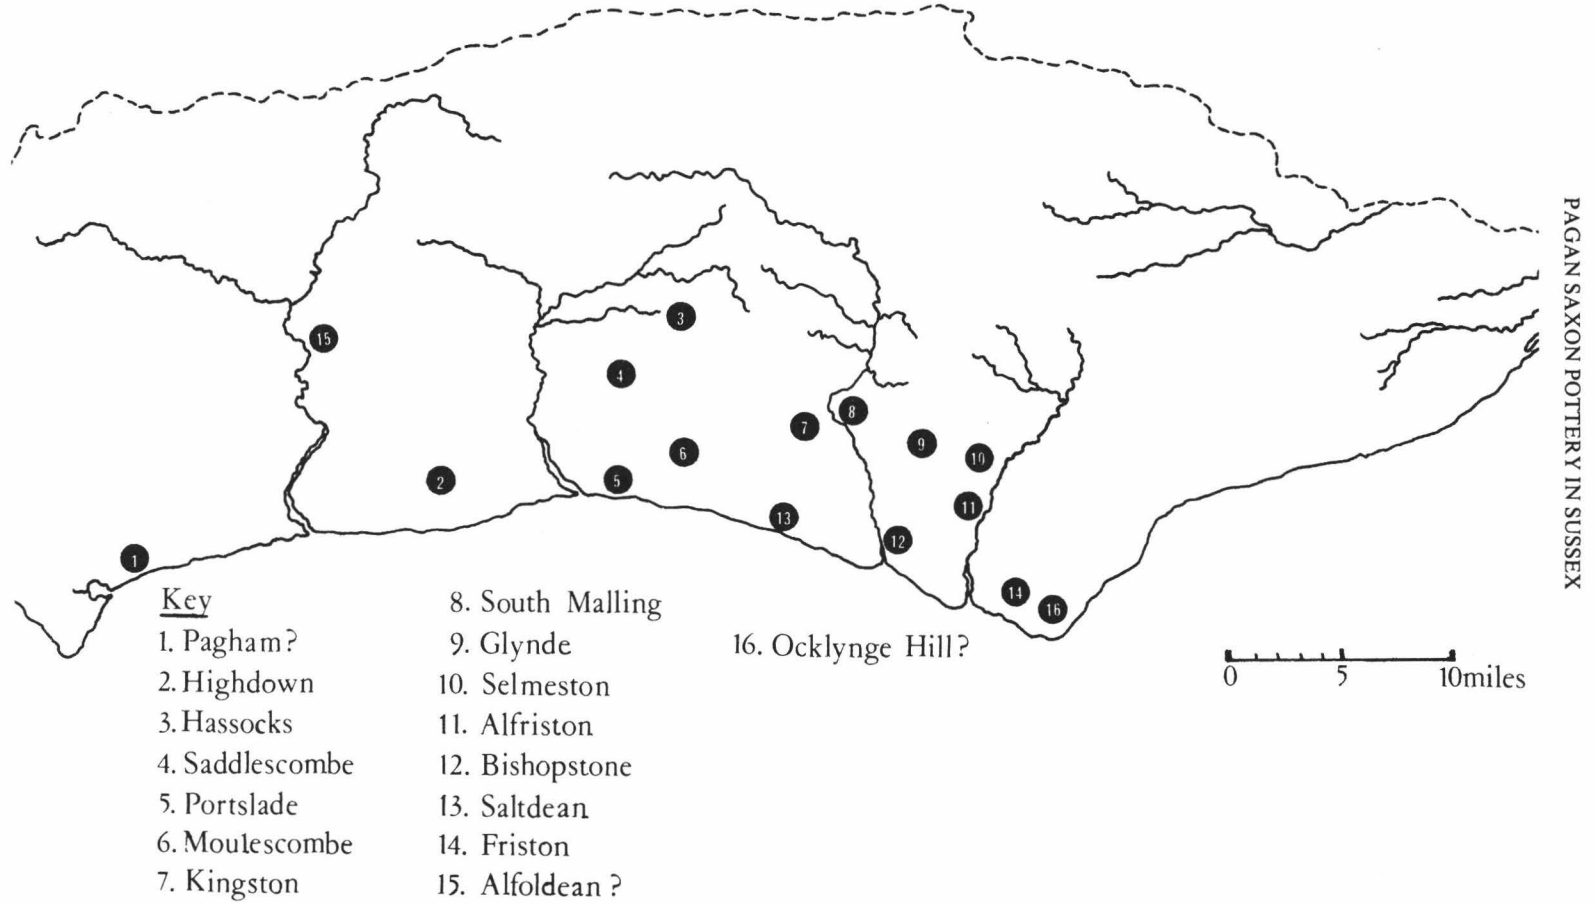 PAGAN SAXON POTTERY IN SUSSEX
15
3
4
2
5
6
7
8
9
10
11
12
13
1
14
16
Key
1. Pagham?
2. Highdown
3. Hassocks
4. Saddlescombe
5. Portslade
6. Moulescombe
7. Kingston
8. South Malling
9. Glynde
10. Selmeston
11. Alfriston
12. Bishopstone
13. Saltdean
14. Friston
15. Alfoldean?
16. Ocklynge Hill?
0 5 10miles